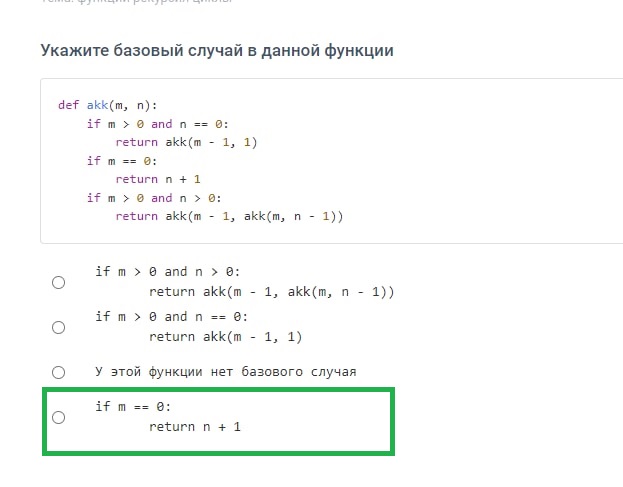 Тема: функции рекурсии циклы
Укажите базовый случай в данной функции
def akk(m, n):
    if m > 0 and n == 0:
        return akk(m - 1, 1)
    if m == 0:
        return n + 1
    if m > 0 and n > 0:
        return akk(m - 1, akk(m, n - 1))
if m > 0 and n > 0:
        return akk(m - 1, akk(m, n - 1))
if m > 0 and n == 0:
        return akk(m - 1, 1)
У этой функции нет базового случая
if m == 0:
        return n + 1